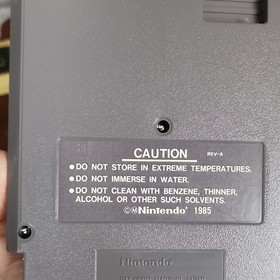 CAUTION REV-A
●DO NOT STORE IN EXTREME TEMPERATURES.
●DO NOT IMMERSE IN WATER.
●DO NOT CLEAN WITH BENZENE, THINNER,
ALCOHOL OR OTHER SUCH SOLVENTS.
©ⓂNintendo® 1985
Nintendo